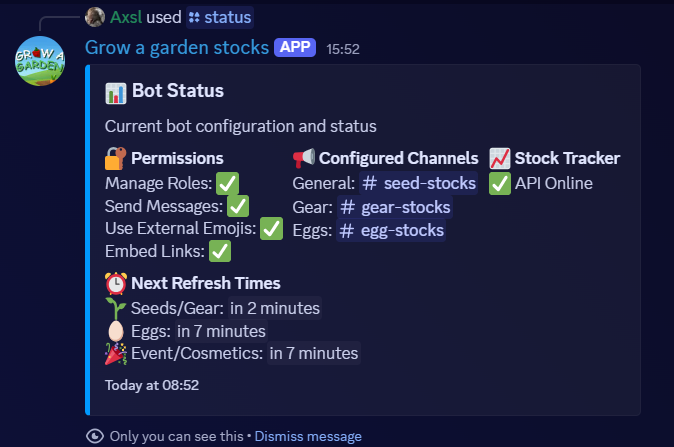 Axsl used status
GROW A GARDEN
Grow a garden stocks APP 15:52
Bot Status
Current bot configuration and status
Permissions
Manage Roles:
Send Messages:
Use External Emojis:
Embed Links:
Configured Channels
General: # seed-stocks
Gear: # gear-stocks
Eggs: # egg-stocks
Stock Tracker
API Online
Next Refresh Times
Seeds/Gear: in 2 minutes
Eggs: in 7 minutes
Event/Cosmetics: in 7 minutes
Today at 08:52
Only you can see this • Dismiss message